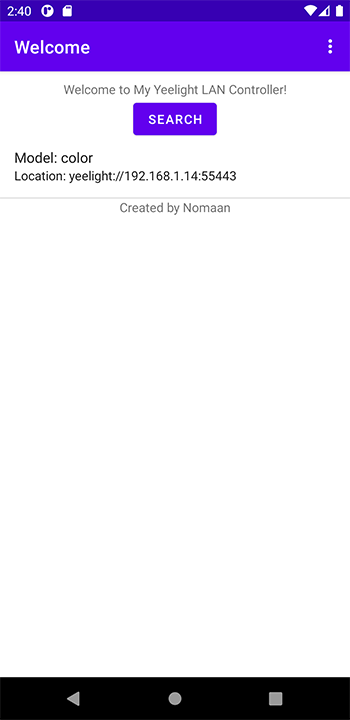 2:40
Welcome
Welcome to My Yeelight LAN Controller!
SEARCH
Model: color
Location: yeelight://192.168.1.14:55443
Created by Nomaan